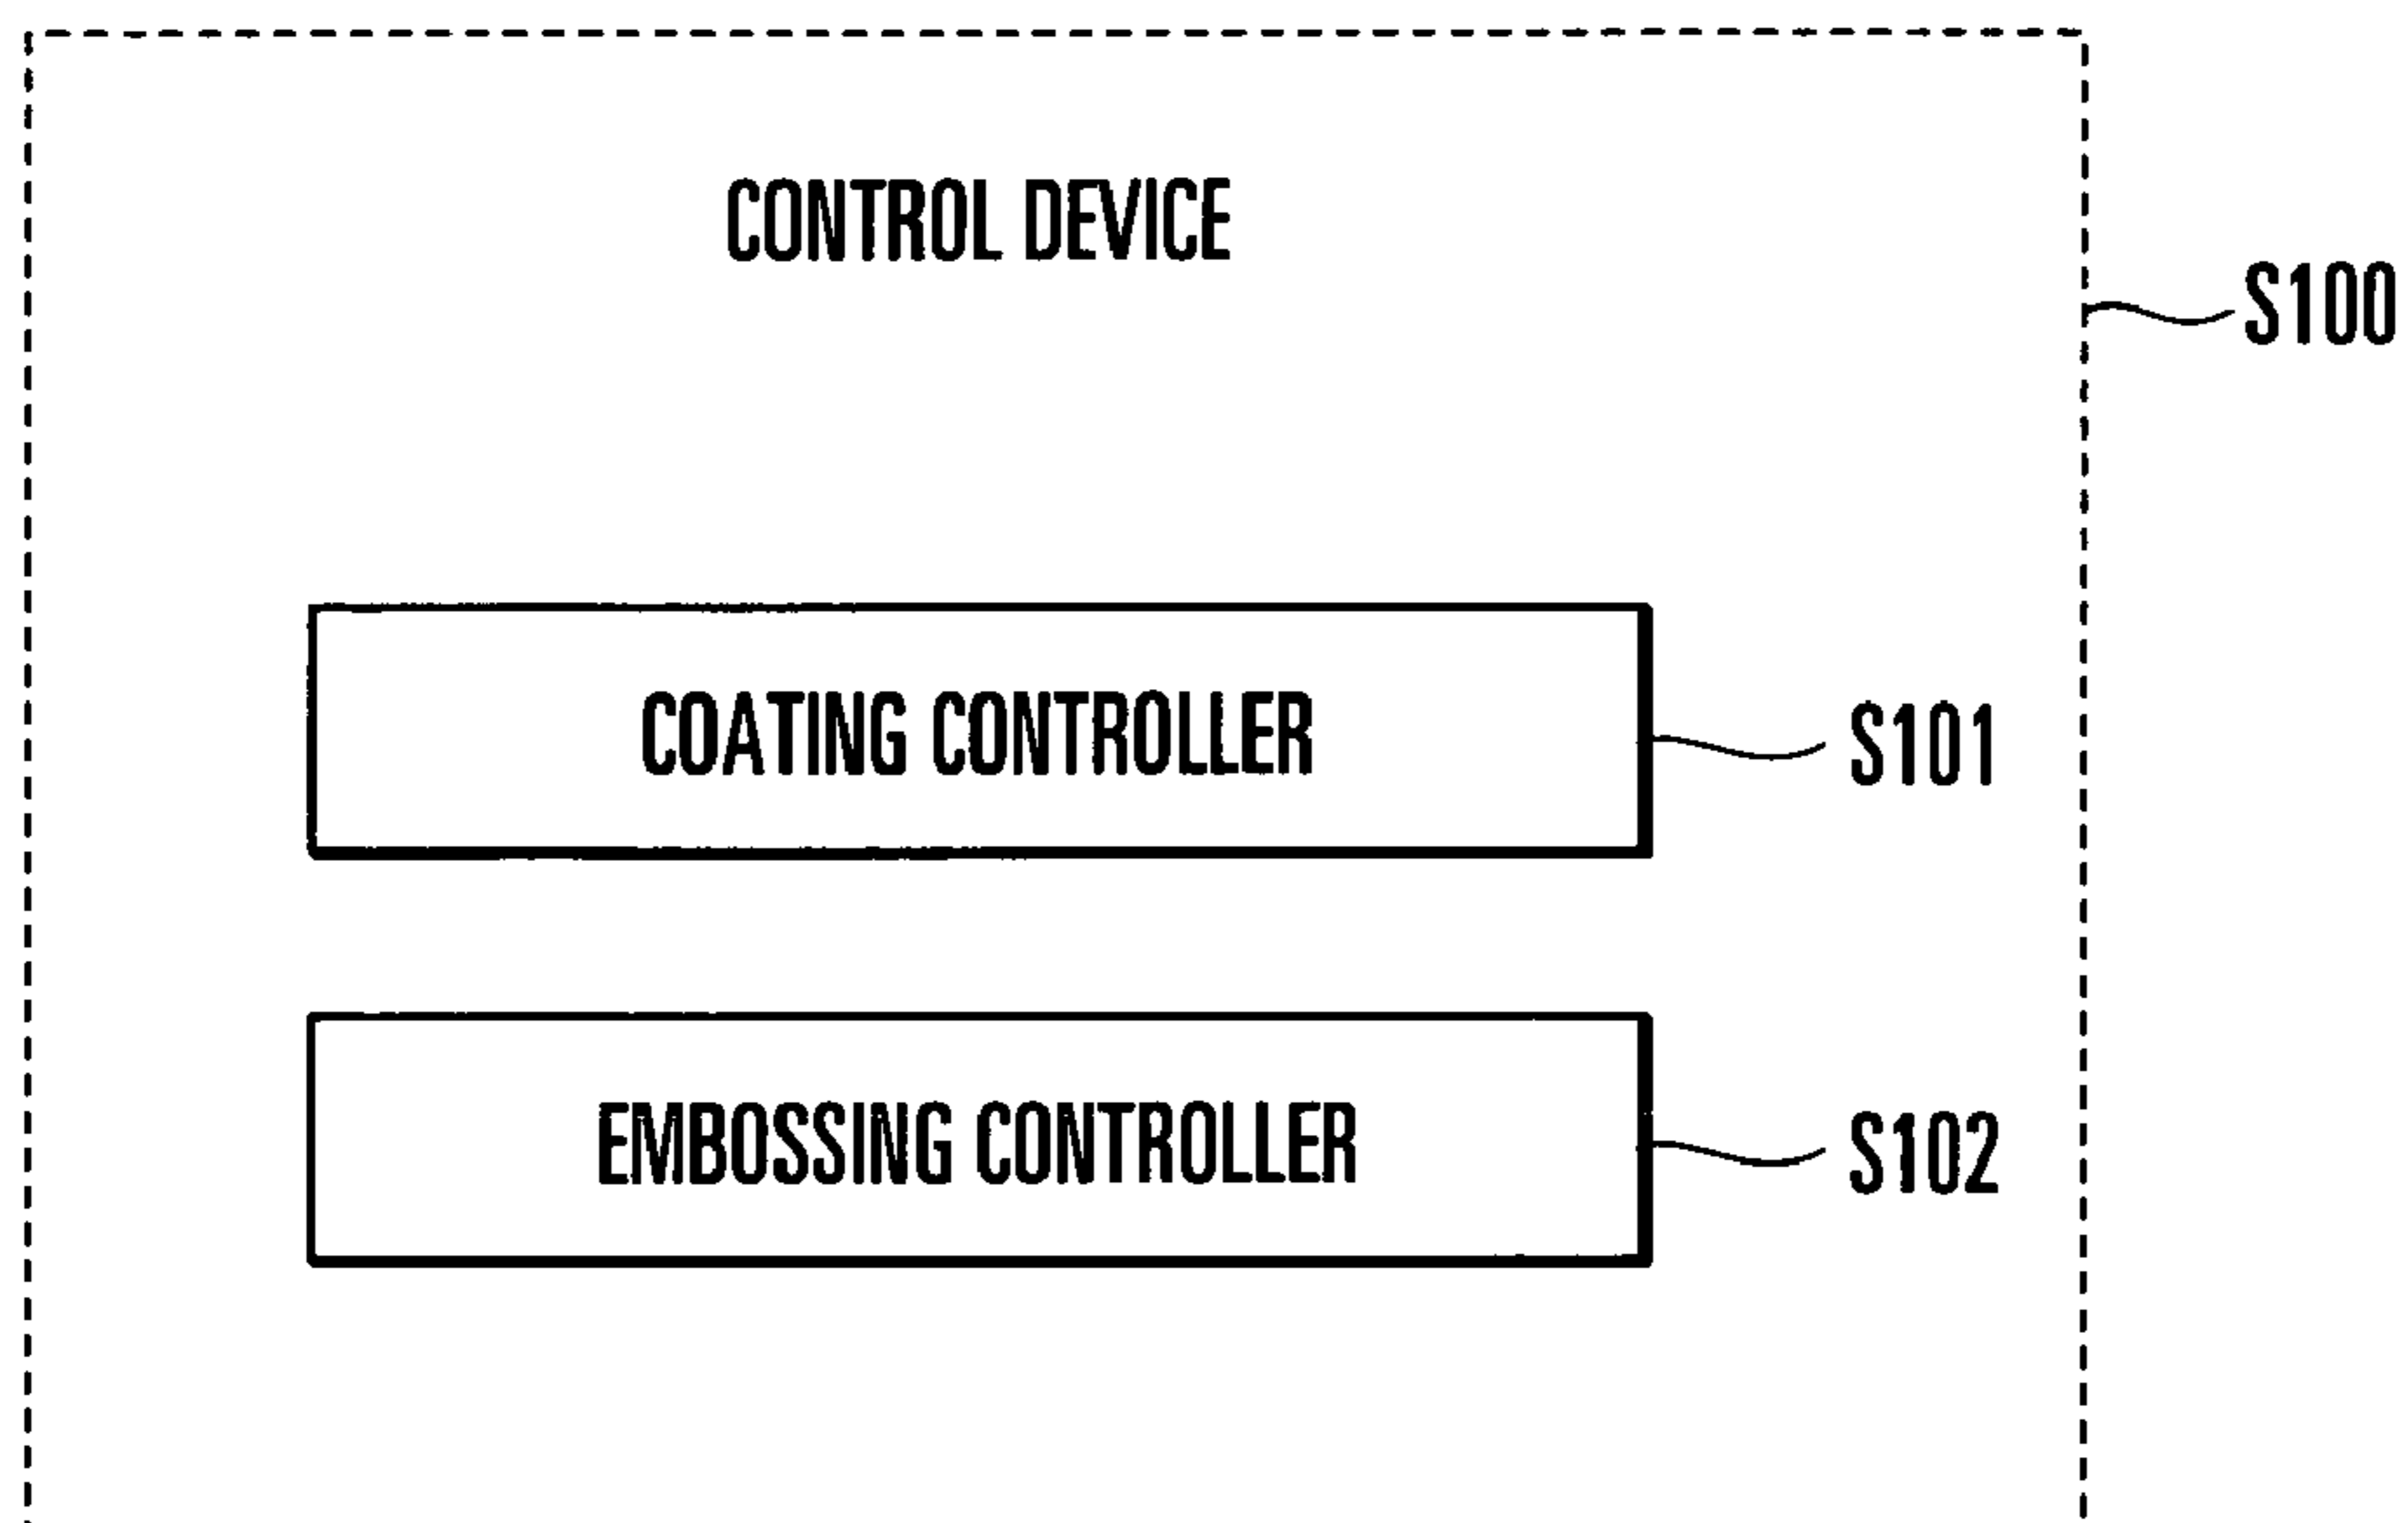 CONTROL DEVICE
S100
COATING CONTROLLER
S101
EMBOSSING CONTROLLER
S102